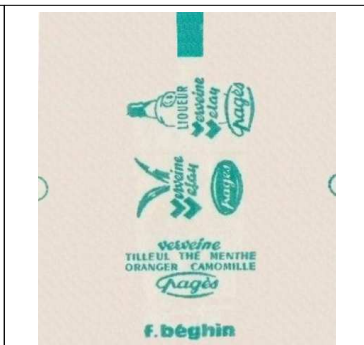 LIQUEUR
Verveine
Velay
Pagès
Verveine
Velay
Pagès
verveine
TILLEUL THÉ MENTHE
ORANGER CAMOMILLE
Pagès
f. béghin